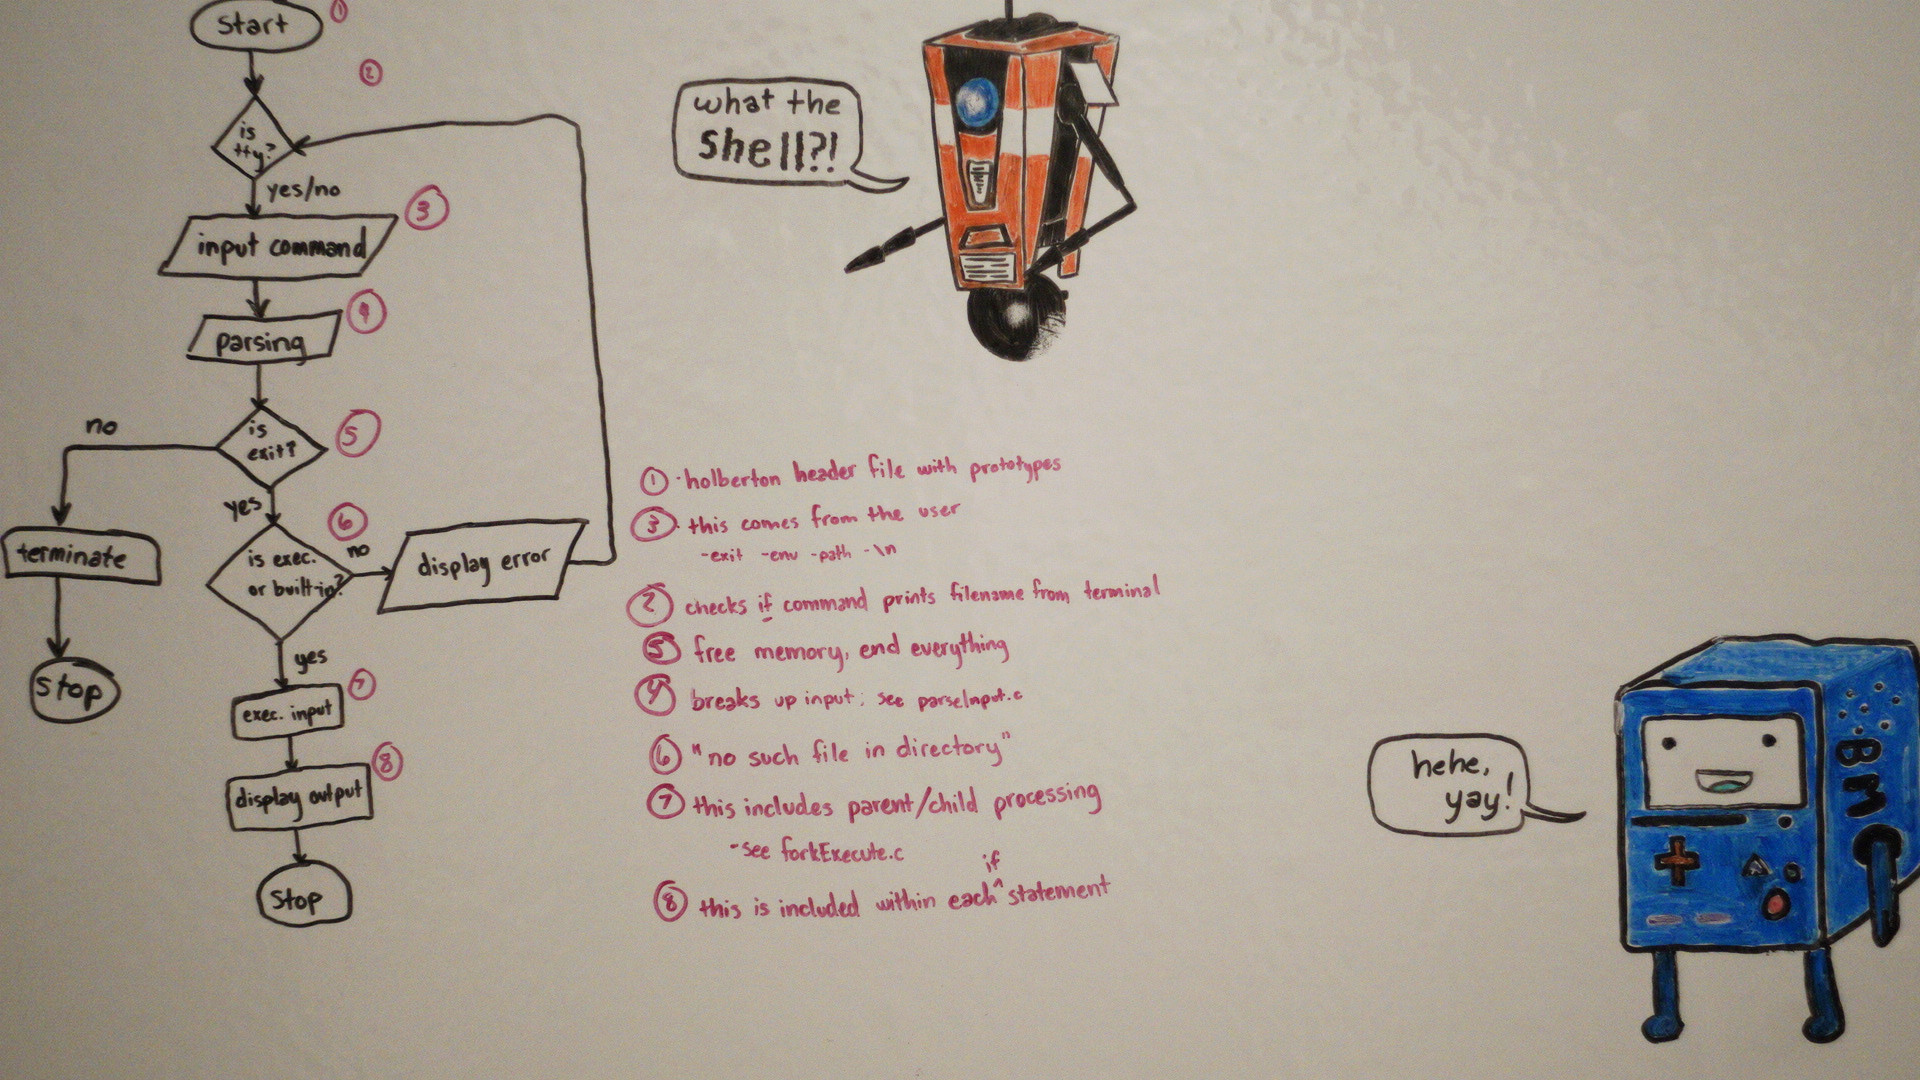 Start
1
2
is
tty?
yes/no
input command
3
parsing
4
is
exit?
5
no
yes
terminate
stop
is exec.
or built-in?
6
no
display error
yes
exec. input
7
display output
8
stop
what the
shell?!
1 holberton header file with prototypes
3 this comes from the user
-exit -env -path -\n
2 checks if command prints filename from terminal
5 free memory, end everything
4 breaks up input; see parseInput.c
6 "no such file in directory"
7 this includes parent/child processing
-see forkExecute.c
8 this is included within each if statement
hehe,
yay!
BMO